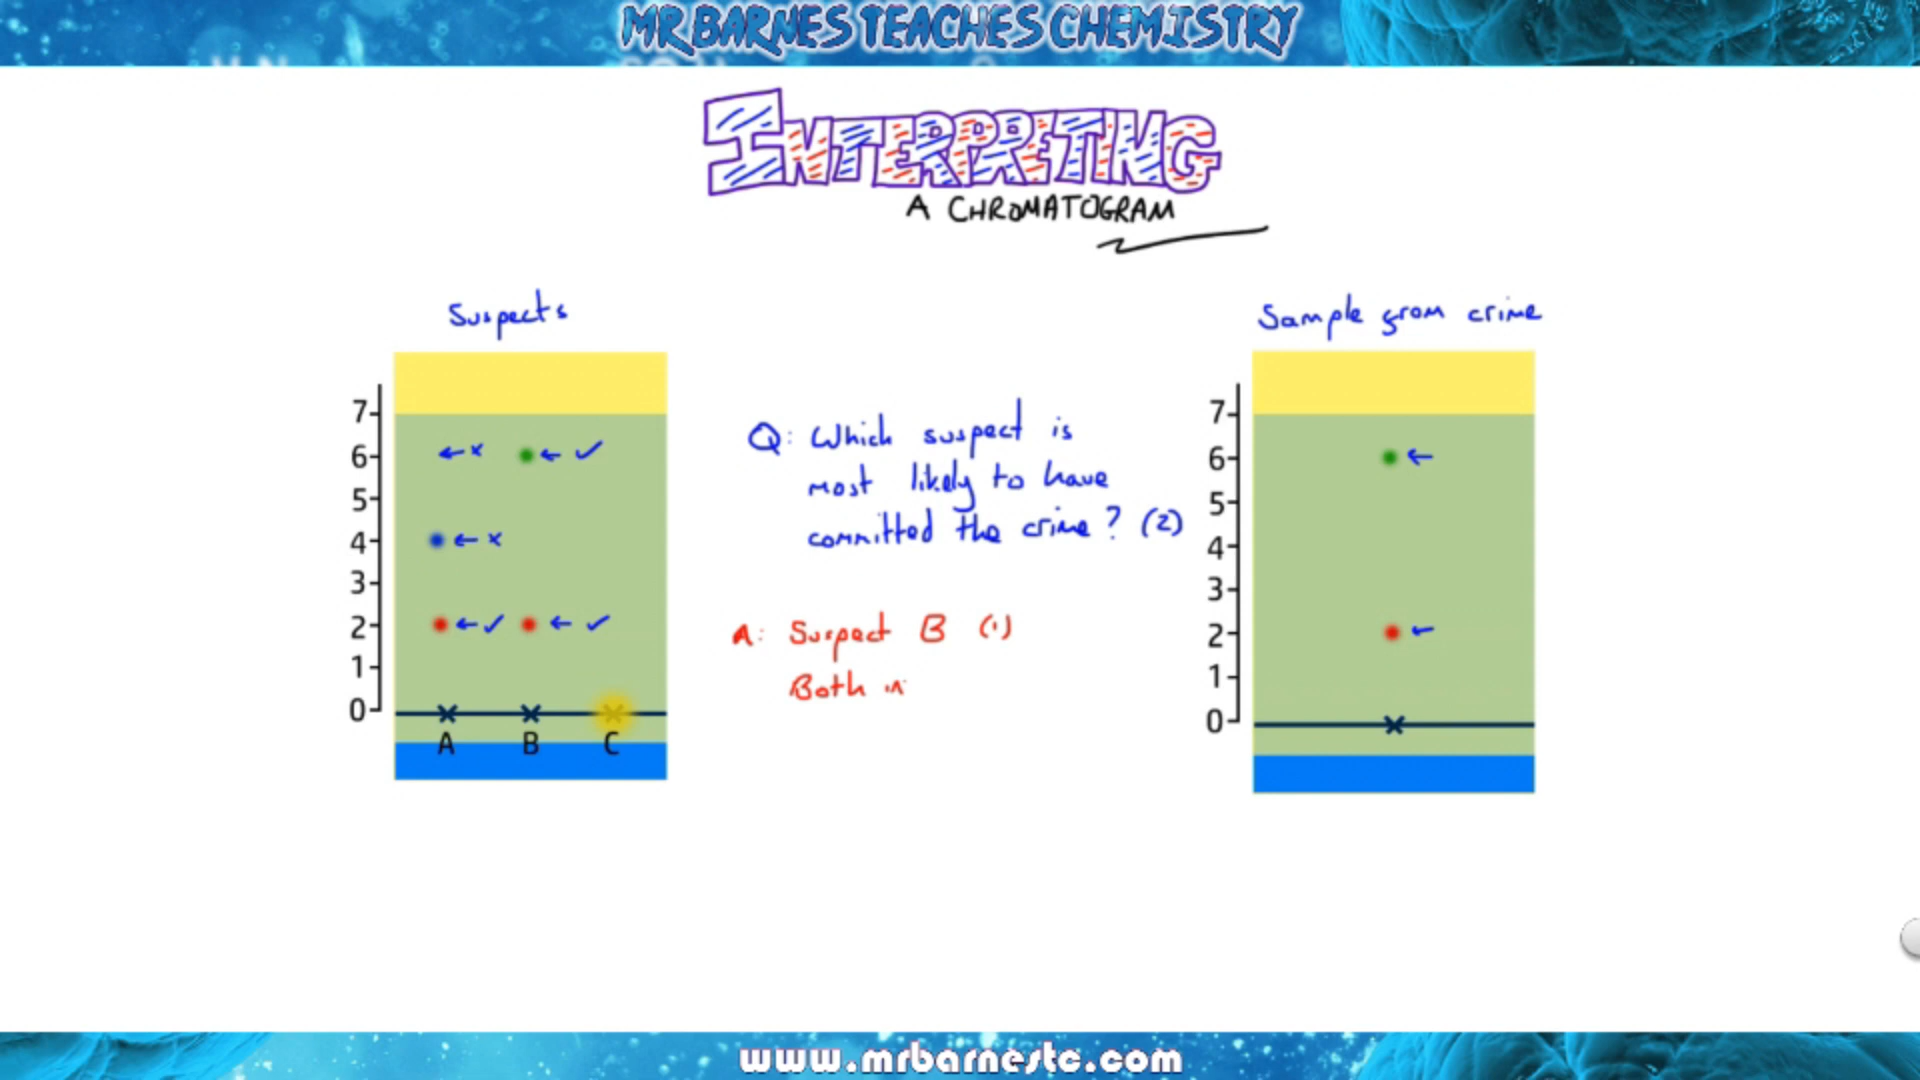 MR BARNES TEACHES CHEMISTRY
INTERPRETING
A CHROMATOGRAM
Suspects
Sample from crime
7
6
5
4
3
2
1
0
A B C
Q: Which suspect is
most likely to have
committed the crime? (2)
A: Suspect B (1)
Both in
7
6
5
4
3
2
1
0
www.mrbarnestc.com